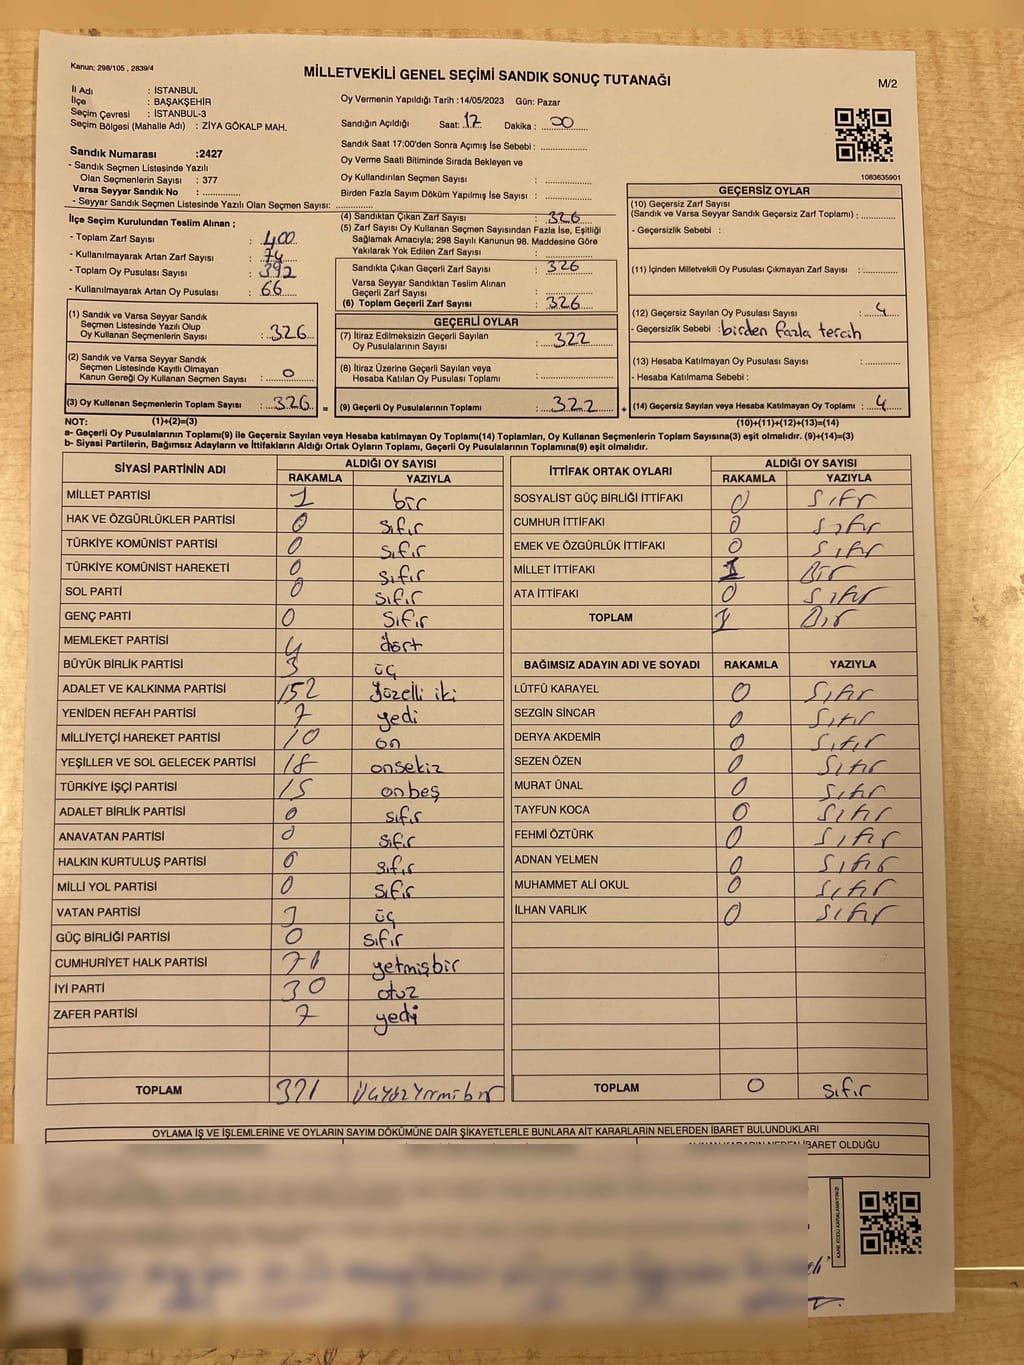 Kanun; 298/105 , 2839/4
MİLLETVEKİLİ GENEL SEÇİMİ SANDIK SONUÇ TUTANAĞI
M/2
İl Adı : İSTANBUL
İlçe : BAŞAKŞEHİR
Seçim Çevresi : İSTANBUL-3
Seçim Bölgesi (Mahalle Adı) : ZİYA GÖKALP MAH.
Sandık Numarası :2427
- Sandık Seçmen Listesinde Yazılı
Olan Seçmenlerin Sayısı : 377
Varsa Seyyar Sandık No : ............
- Seyyar Sandık Seçmen Listesinde Yazılı Olan Seçmen Sayısı: ............
Oy Vermenin Yapıldığı Tarih :14/05/2023 Gün: Pazar
Sandığın Açıldığı Saat: 17 Dakika : 00
Sandık Saat 17:00'den Sonra Açımış İse Sebebi : ............
Oy Verme Saati Bitiminde Sırada Bekleyen ve
Oy Kullandırılan Seçmen Sayısı : ............
Birden Fazla Sayım Döküm Yapılmış İse Sayısı : ............
1083635901
İlçe Seçim Kurulundan Teslim Alınan ;
- Toplam Zarf Sayısı : 400
- Kullanılmayarak Artan Zarf Sayısı : 74
- Toplam Oy Pusulası Sayısı : 392
- Kullanılmayarak Artan Oy Pusulası : 66
(1) Sandık ve Varsa Seyyar Sandık
Seçmen Listesinde Yazılı Olup
Oy Kullanan Seçmenlerin Sayısı : 326
(2) Sandık ve Varsa Seyyar Sandık
Seçmen Listesinde Kayıtlı Olmayan
Kanun Gereği Oy Kullanan Seçmen Sayısı : 0
(3) Oy Kullanan Seçmenlerin Toplam Sayısı : 326 =
(4) Sandıktan Çıkan Zarf Sayısı : 326
(5) Zarf Sayısı Oy Kullanan Seçmen Sayısından Fazla İse, Eşitliği
Sağlamak Amacıyla; 298 Sayılı Kanunun 98. Maddesine Göre
Yakılarak Yok Edilen Zarf Sayısı : ............
Sandıkta Çıkan Geçerli Zarf Sayısı : 326
Varsa Seyyar Sandıktan Teslim Alınan
Geçerli Zarf Sayısı : ............
(6) Toplam Geçerli Zarf Sayısı : 326
GEÇERLİ OYLAR
(7) İtiraz Edilmeksizin Geçerli Sayılan
Oy Pusulalarının Sayısı : 322
(8) İtiraz Üzerine Geçerli Sayılan veya
Hesaba Katılan Oy Pusulaları Toplamı : ............
(9) Geçerli Oy Pusulalarının Toplamı : 322 +
GEÇERSİZ OYLAR
(10) Geçersiz Zarf Sayısı
(Sandık ve Varsa Seyyar Sandık Geçersiz Zarf Toplamı) : ............
- Geçersizlik Sebebi :
(11) İçinden Milletvekili Oy Pusulası Çıkmayan Zarf Sayısı : ............
(12) Geçersiz Sayılan Oy Pusulası Sayısı : 4
- Geçersizlik Sebebi : birden fazla tercih
(13) Hesaba Katılmayan Oy Pusulası Sayısı : ............
- Hesaba Katılmama Sebebi :
(14) Geçersiz Sayılan veya Hesaba Katılmayan Oy Toplamı : 4
NOT: (1)+(2)=(3) (10)+(11)+(12)+(13)=(14)
a- Geçerli Oy Pusulalarının Toplamı(9) ile Geçersiz Sayılan veya Hesaba katılmayan Oy Toplamı(14) Toplamları, Oy Kullanan Seçmenlerin Toplam Sayısına(3) eşit olmalıdır. (9)+(14)=(3)
b- Siyasi Partilerin, Bağımsız Adayların ve İttifakların Aldığı Ortak Oyların Toplamı, Geçerli Oy Pusulalarının Toplamına(9) eşit olmalıdır.
SİYASİ PARTİNİN ADI ALDIĞI OY SAYISI
RAKAMLA YAZIYLA
MİLLET PARTİSİ 1 bir
HAK VE ÖZGÜRLÜKLER PARTİSİ 0 sıfır
TÜRKİYE KOMÜNİST PARTİSİ 0 sıfır
TÜRKİYE KOMÜNİST HAREKETİ 0 sıfır
SOL PARTİ 0 sıfır
GENÇ PARTİ 0 sıfır
MEMLEKET PARTİSİ 4 dört
BÜYÜK BİRLİK PARTİSİ 3 üç
ADALET VE KALKINMA PARTİSİ 152 yüzelli iki
YENİDEN REFAH PARTİSİ 7 yedi
MİLLİYETÇİ HAREKET PARTİSİ 10 on
YEŞİLLER VE SOL GELECEK PARTİSİ 18 onsekiz
TÜRKİYE İŞÇİ PARTİSİ 15 onbeş
ADALET BİRLİK PARTİSİ 0 sıfır
ANAVATAN PARTİSİ 0 sıfır
HALKIN KURTULUŞ PARTİSİ 0 sıfır
MİLLİ YOL PARTİSİ 0 sıfır
VATAN PARTİSİ 3 üç
GÜÇ BİRLİĞİ PARTİSİ 0 sıfır
CUMHURİYET HALK PARTİSİ 71 yetmişbir
İYİ PARTİ 30 otuz
ZAFER PARTİSİ 7 yedi
TOPLAM 321 üçyüzyirmibir
İTTİFAK ORTAK OYLARI ALDIĞI OY SAYISI
RAKAMLA YAZIYLA
SOSYALİST GÜÇ BİRLİĞİ İTTİFAKI 0 sıfır
CUMHUR İTTİFAKI 0 sıfır
EMEK VE ÖZGÜRLÜK İTTİFAKI 0 sıfır
MİLLET İTTİFAKI 1 Bir
ATA İTTİFAKI 0 sıfır
TOPLAM 1 Bir
BAĞIMSIZ ADAYIN ADI VE SOYADI RAKAMLA YAZIYLA
LÜTFÜ KARAYEL 0 sıfır
SEZGİN SİNCAR 0 sıfır
DERYA AKDEMİR 0 sıfır
SEZEN ÖZEN 0 sıfır
MURAT ÜNAL 0 sıfır
TAYFUN KOCA 0 sıfır
FEHMİ ÖZTÜRK 0 sıfır
ADNAN YELMEN 0 sıfır
MUHAMMET ALİ OKUL 0 sıfır
İLHAN VARLIK 0 sıfır
TOPLAM 0 sıfır
OYLAMA İŞ VE İŞLEMLERİNE VE OYLARIN SAYIM DÖKÜMÜNE DAİR ŞİKAYETLERLE BUNLARA AİT KARARLARIN NELERDEN İBARET BULUNDUKLARI
İBARET OLDUĞU
KARE KODU KARALAMAYINIZ!